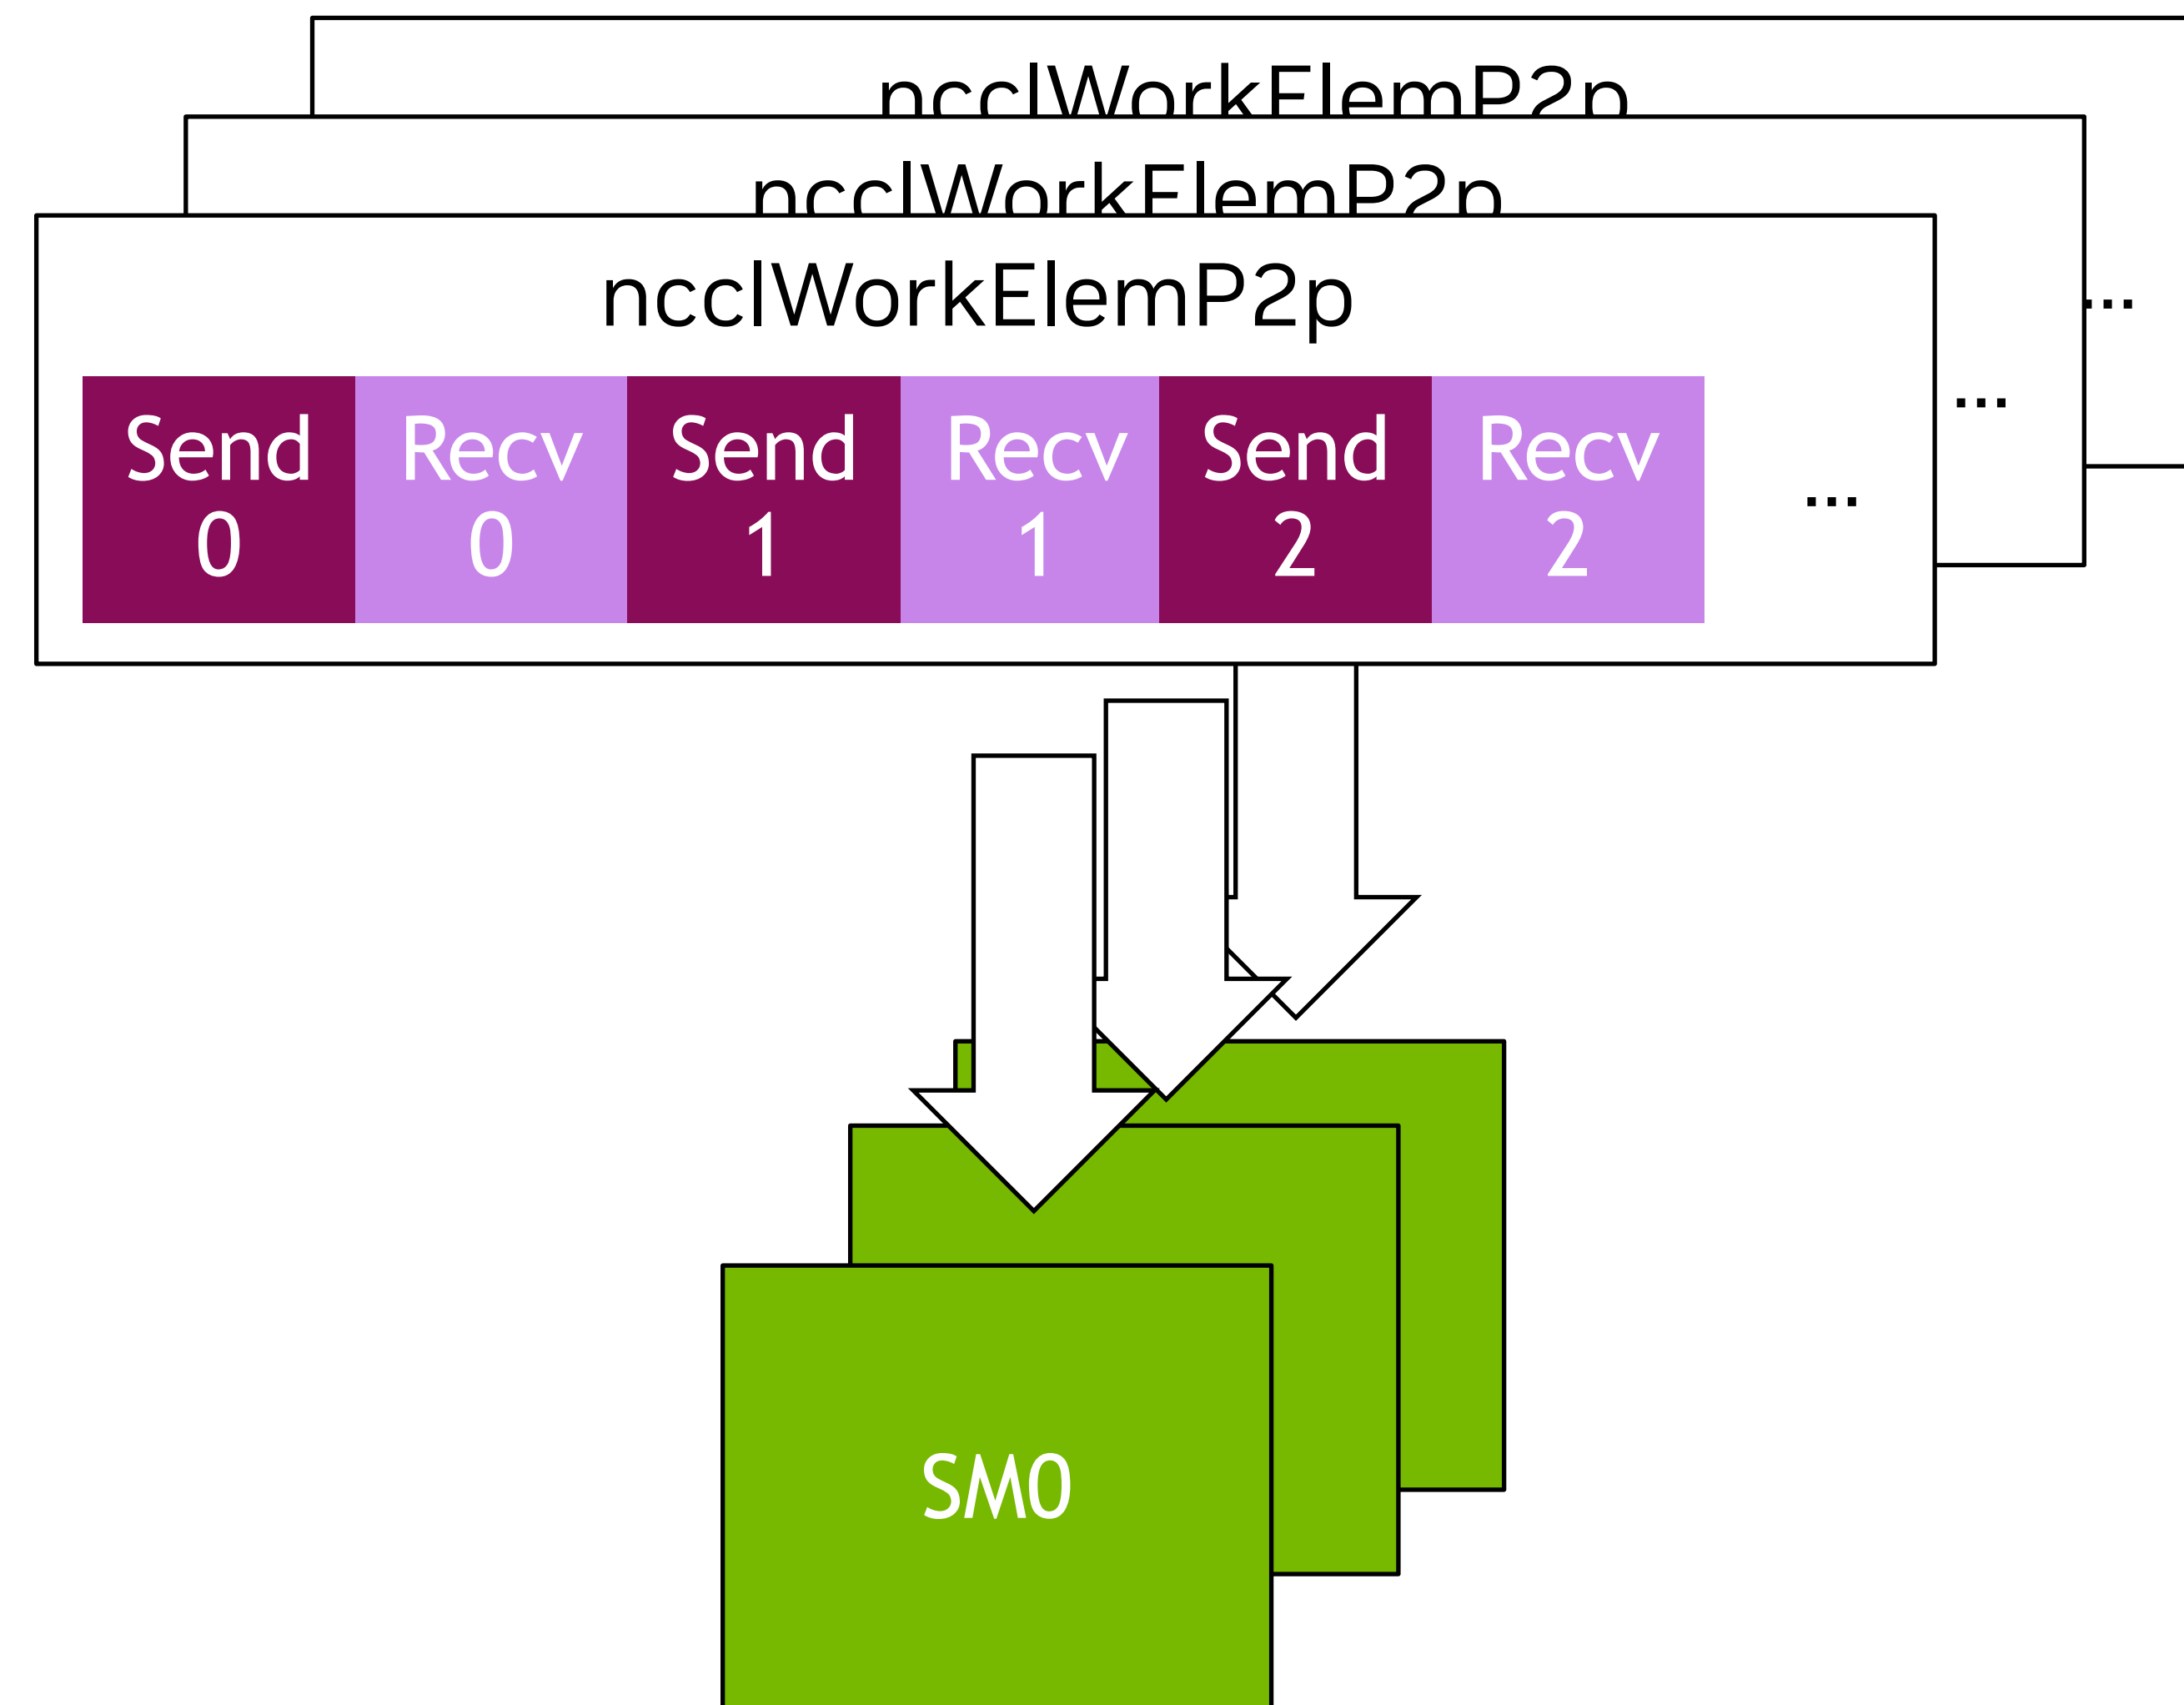 ncclWorkElemP2p
...
ncclWorkElemP2p
...
ncclWorkElemP2p
Send 0
Recv 0
Send 1
Recv 1
Send 2
Recv 2
...
SM0